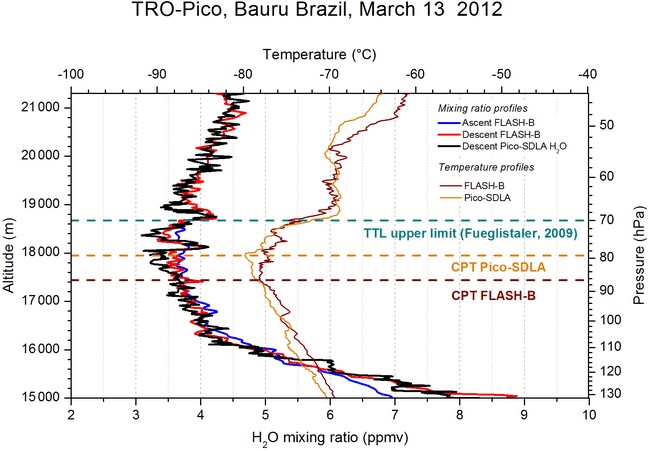 TRO-Pico, Bauru Brazil, March 13 2012
Temperature (°C)
-100 -90 -80 -70 -60 -50 -40
21000
20000
19000
18000
17000
16000
15000
Altitude (m)
Mixing ratio profiles
Ascent FLASH-B
Descent FLASH-B
Descent Pico-SDLA H₂O
Temperature profiles
FLASH-B
Pico-SDLA
TTL upper limit (Fueglistaler, 2009)
CPT Pico-SDLA
CPT FLASH-B
50
60
70
80
90
100
110
120
130
Pressure (hPa)
2 3 4 5 6 7 8 9 10
H₂O mixing ratio (ppmv)